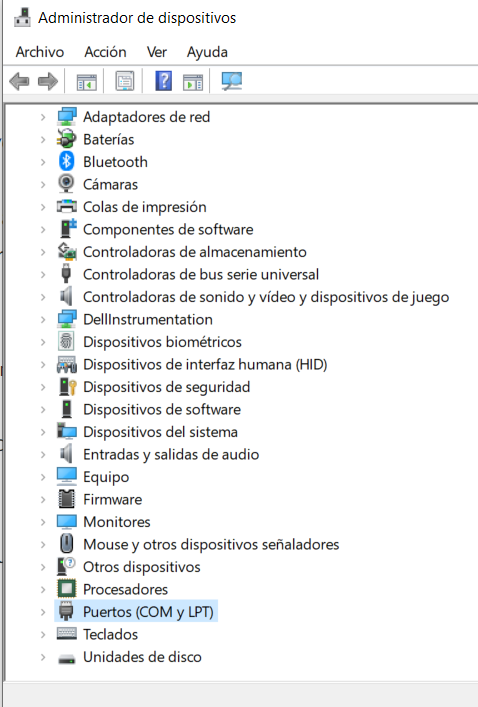 Administrador de dispositivos
Archivo Acción Ver Ayuda
Adaptadores de red
Baterías
Bluetooth
Cámaras
Colas de impresión
Componentes de software
Controladoras de almacenamiento
Controladoras de bus serie universal
Controladoras de sonido y vídeo y dispositivos de juego
DellInstrumentation
Dispositivos biométricos
Dispositivos de interfaz humana (HID)
Dispositivos de seguridad
Dispositivos de software
Dispositivos del sistema
Entradas y salidas de audio
Equipo
Firmware
Monitores
Mouse y otros dispositivos señaladores
Otros dispositivos
Procesadores
Puertos (COM y LPT)
Teclados
Unidades de disco